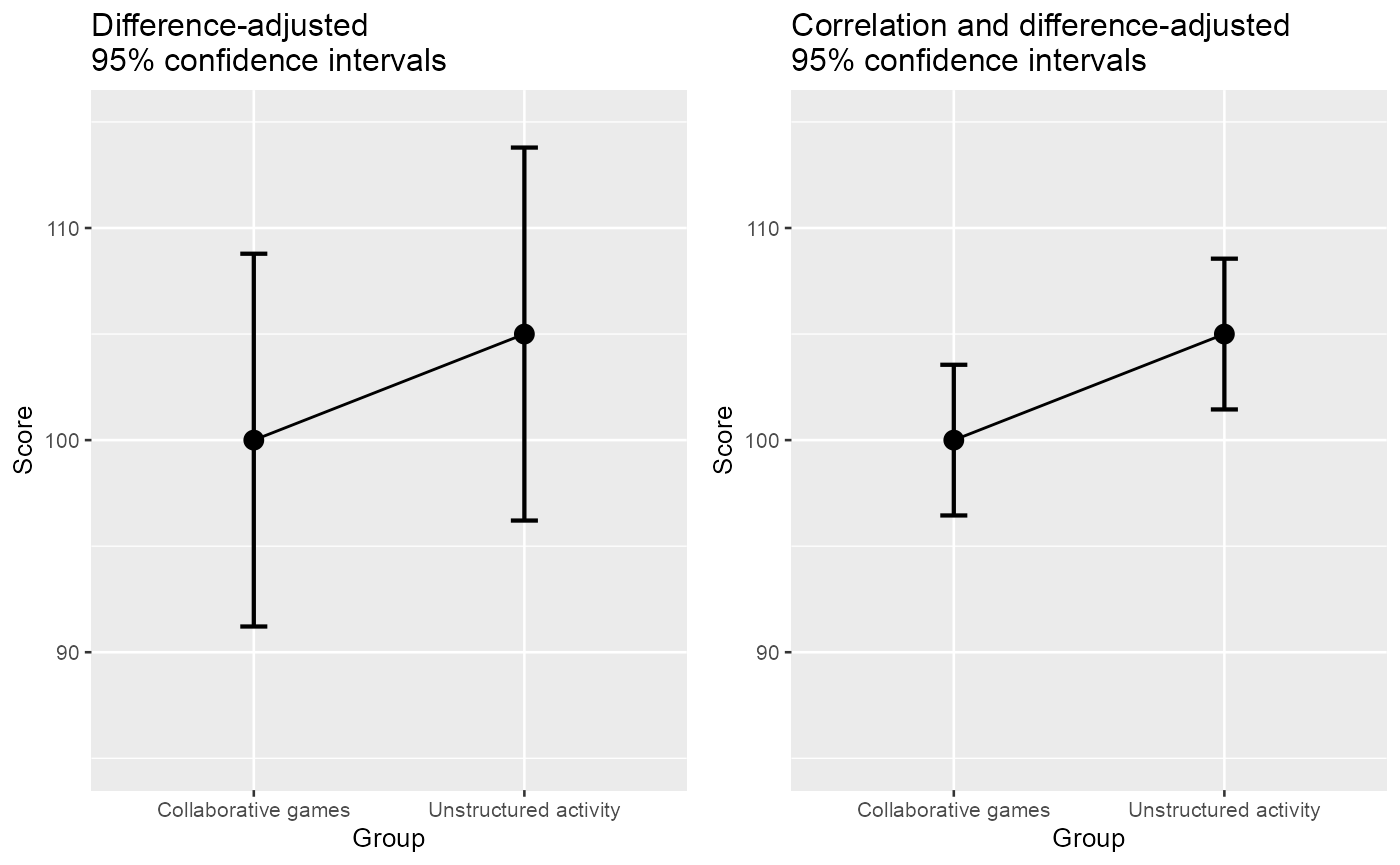 Difference-adjusted
95% confidence intervals
Score
110
100
90
Collaborative games
Unstructured activity
Group
Correlation and difference-adjusted
95% confidence intervals
Score
110
100
90
Collaborative games
Unstructured activity
Group